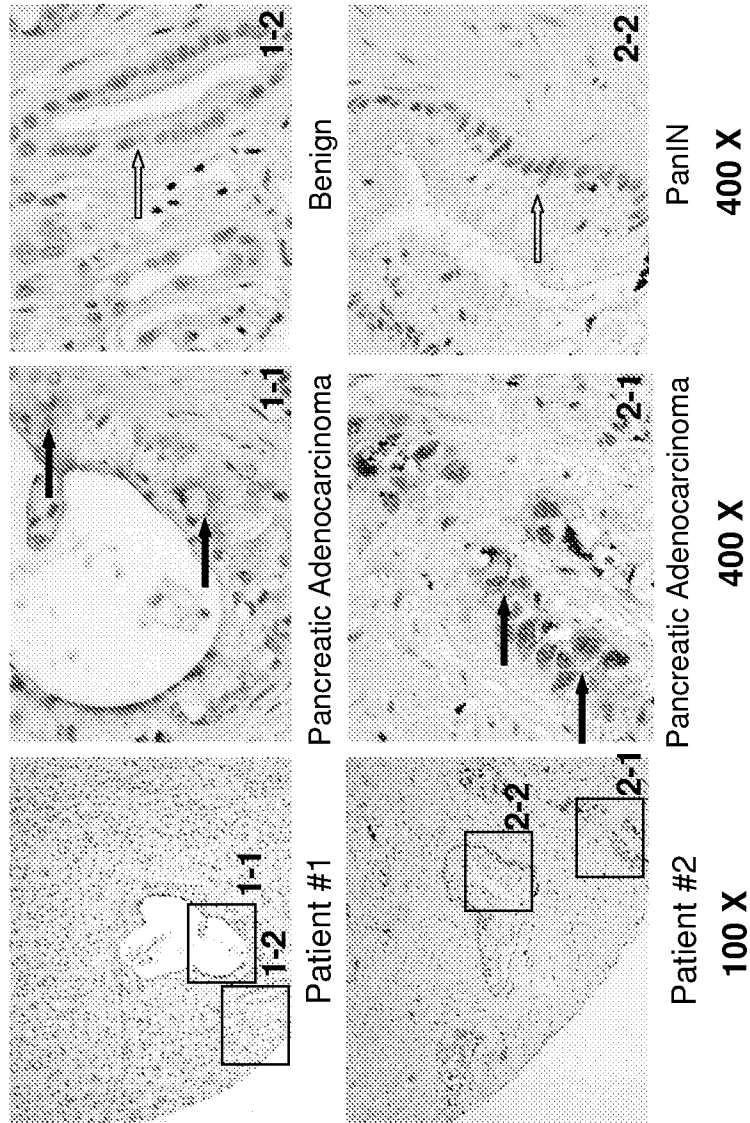 1-1
1-2
1-1
1-2
Patient #1
Pancreatic Adenocarcinoma
Benign
2-2
2-1
2-1
2-2
Patient #2
Pancreatic Adenocarcinoma
PanIN
100 X
400 X
400 X